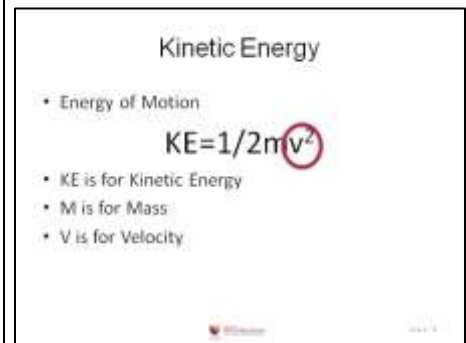 Kinetic Energy
• Energy of Motion
KE=1/2mv²
• KE is for Kinetic Energy
• M is for Mass
• V is for Velocity